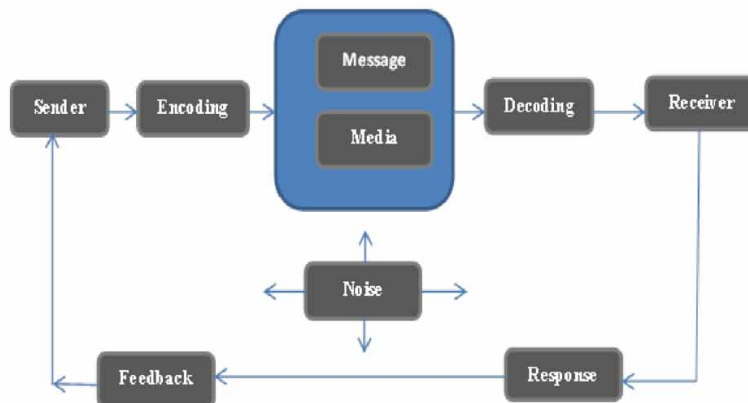 Message
Sender
Encoding
Media
Decoding
Receiver
Noise
Feedback
Response